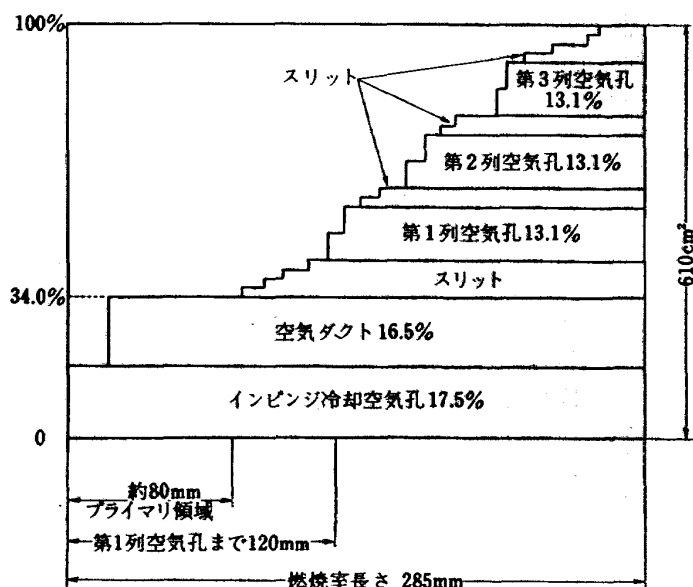 100%
スリット
第3列空気孔
13.1%
第2列空気孔13.1%
第1列空気孔13.1%
610cm²
スリット
34.0%
空気ダクト16.5%
インピンジ冷却空気孔17.5%
0
約80mm
プライマリ領域
第1列空気孔まで120mm
燃焼室長さ 285mm